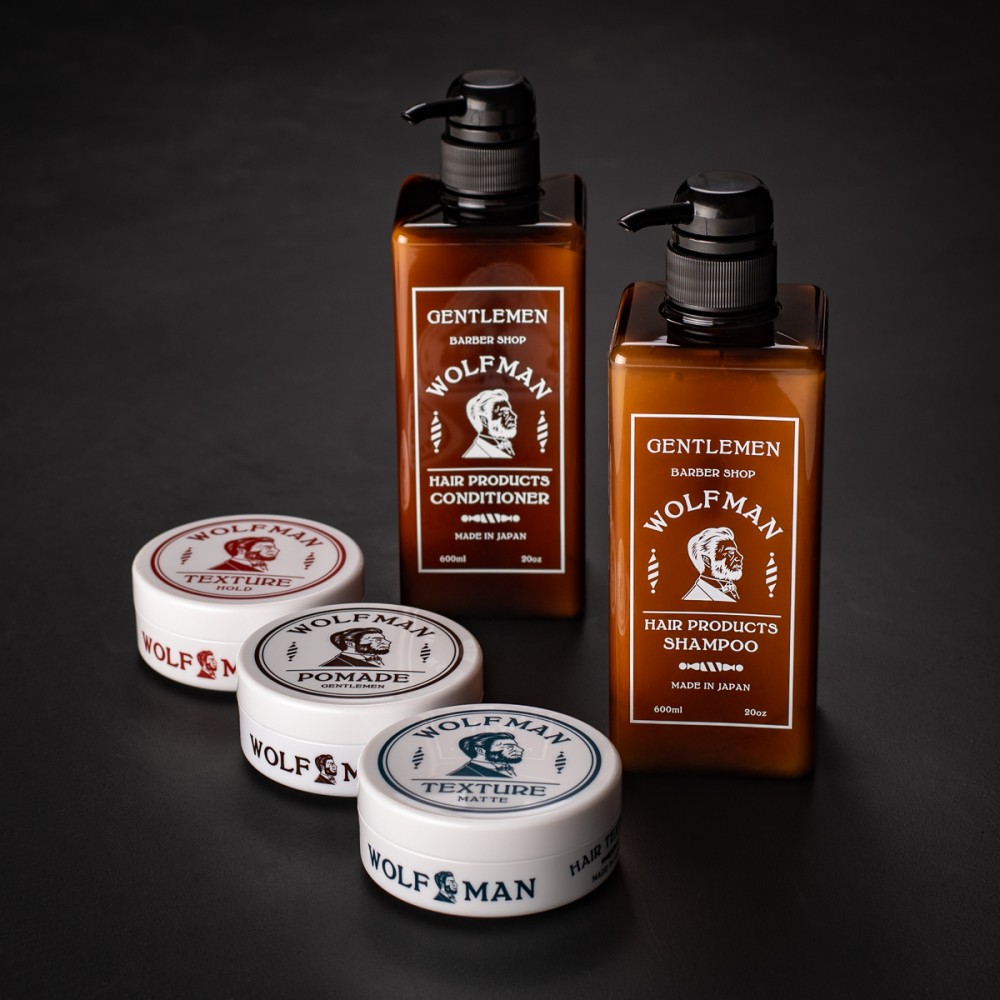 GENTLEMEN
BARBER SHOP
WOLFMAN
HAIR PRODUCTS
CONDITIONER
MADE IN JAPAN
600ml 20oz
GENTLEMEN
BARBER SHOP
WOLFMAN
HAIR PRODUCTS
SHAMPOO
MADE IN JAPAN
600ml 20oz
WOLFMAN
TEXTURE
HOLD
WOLF M
WOLFMAN
POMADE
GENTLEMEN
WOLF M
WOLFMAN
TEXTURE
MATTE
WOLF MAN
HAIR